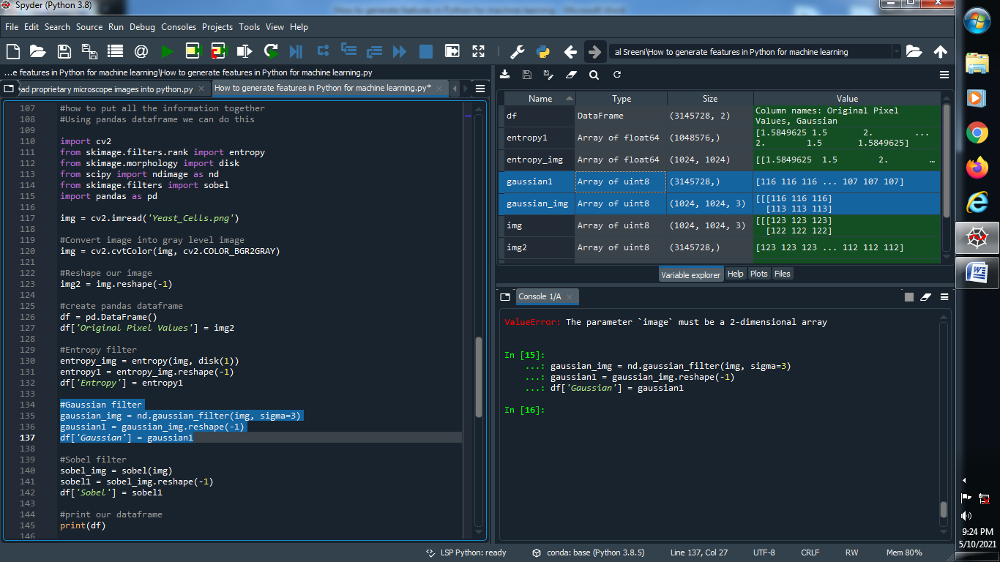 Spyder (Python 3.8)
File Edit Search Source Run Debug Consoles Projects Tools View Help
al Sreeni\How to generate features in Python for machine learning
...e features in Python for machine learning\How to generate features in Python for machine learning.py
ad proprietary microscope images into python.py
How to generate features in Python for machine learning.py*
107 #how to put all the information together
108 #Using pandas dataframe we can do this
109
110 import cv2
111 from skimage.filters.rank import entropy
112 from skimage.morphology import disk
113 from scipy import ndimage as nd
114 from skimage.filters import sobel
115 import pandas as pd
116
117 img = cv2.imread('Yeast_Cells.png')
118
119 #Convert image into gray level image
120 img = cv2.cvtColor(img, cv2.COLOR_BGR2GRAY)
121
122 #Reshape our image
123 img2 = img.reshape(-1)
124
125 #create pandas dataframe
126 df = pd.DataFrame()
127 df['Original Pixel Values'] = img2
128
129 #Entropy filter
130 entropy_img = entropy(img, disk(1))
131 entropy1 = entropy_img.reshape(-1)
132 df['Entropy'] = entropy1
133
134 #Gaussian filter
135 gaussian_img = nd.gaussian_filter(img, sigma=3)
136 gaussian1 = gaussian_img.reshape(-1)
137 df['Gaussian'] = gaussian1
138
139 #Sobel filter
140 sobel_img = sobel(img)
141 sobel1 = sobel_img.reshape(-1)
142 df['Sobel'] = sobel1
143
144 #print our dataframe
145 print(df)
146
Name Type Size Value
df DataFrame (3145728, 2) Column names: Original Pixel
Values, Gaussian
entropy1 Array of float64 (1048576,) [1.5849625 1.5 2. ...
2. 1.5 1.5849625]
entropy_img Array of float64 (1024, 1024) [[1.5849625 1.5 2. …
gaussian1 Array of uint8 (3145728,) [116 116 116 ... 107 107 107]
gaussian_img Array of uint8 (1024, 1024, 3) [[[116 116 116]
[113 113 113]
img Array of uint8 (1024, 1024, 3) [[[123 123 123]
[122 122 122]
img2 Array of uint8 (3145728,) [123 123 123 ... 112 112 112]
Variable explorer Help Plots Files
Console 1/A
ValueError: The parameter `image` must be a 2-dimensional array
In [15]:
...: gaussian_img = nd.gaussian_filter(img, sigma=3)
...: gaussian1 = gaussian_img.reshape(-1)
...: df['Gaussian'] = gaussian1
In [16]:
LSP Python: ready conda: base (Python 3.8.5) Line 137, Col 27 UTF-8 CRLF RW Mem 80%
9:24 PM
5/10/2021